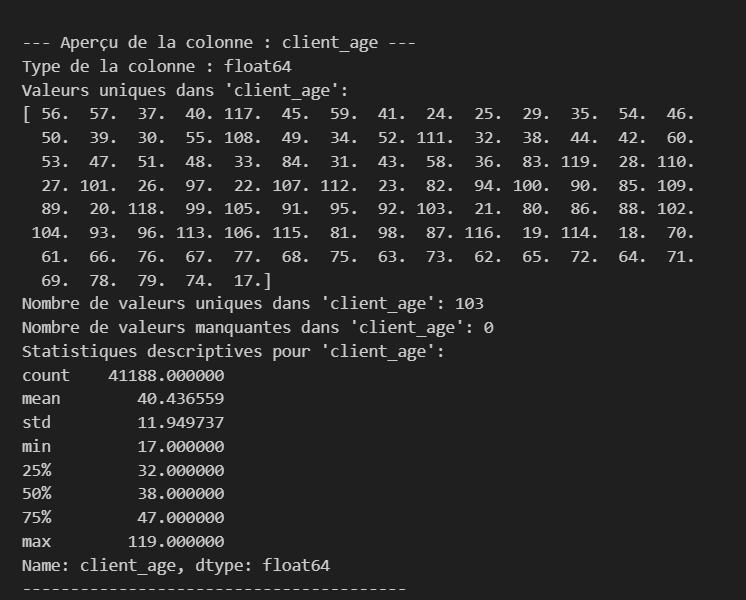 --- Aperçu de la colonne : client_age ---
Type de la colonne : float64
Valeurs uniques dans 'client_age':
[ 56.  57.  37.  40. 117.  45.  59.  41.  24.  25.  29.  35.  54.  46.
  50.  39.  30.  55. 108.  49.  34.  52. 111.  32.  38.  44.  42.  60.
  53.  47.  51.  48.  33.  84.  31.  43.  58.  36.  83. 119.  28. 110.
  27. 101.  26.  97.  22. 107. 112.  23.  82.  94. 100.  90.  85. 109.
  89.  20. 118.  99. 105.  91.  95.  92. 103.  21.  80.  86.  88. 102.
 104.  93.  96. 113. 106. 115.  81.  98.  87. 116.  19. 114.  18.  70.
  61.  66.  76.  67.  77.  68.  75.  63.  73.  62.  65.  72.  64.  71.
  69.  78.  79.  74.  17.]
Nombre de valeurs uniques dans 'client_age': 103
Nombre de valeurs manquantes dans 'client_age': 0
Statistiques descriptives pour 'client_age':
count    41188.000000
mean        40.436559
std         11.949737
min         17.000000
25%         32.000000
50%         38.000000
75%         47.000000
max        119.000000
Name: client_age, dtype: float64
----------------------------------------